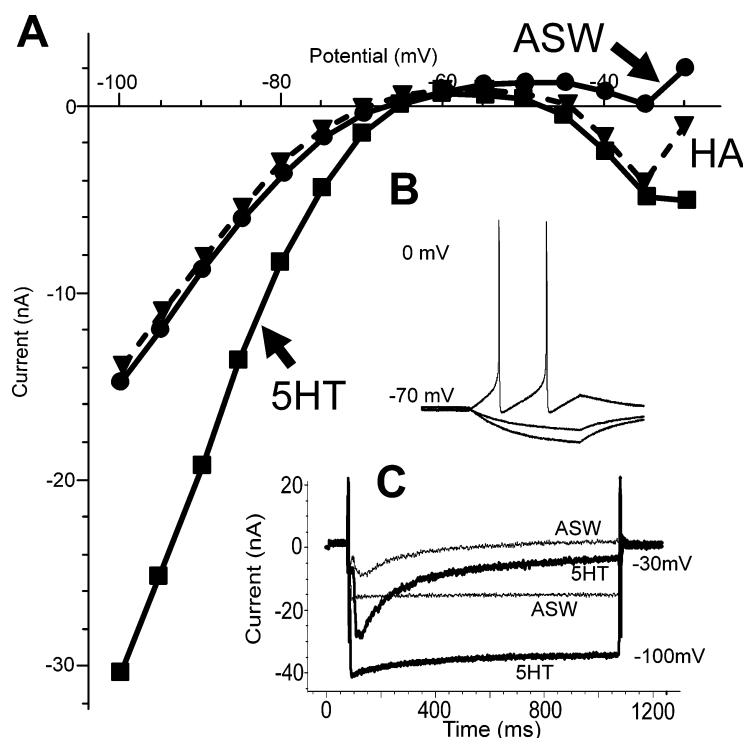 A
ASW
Potential (mV)
-100
-80
-60
-40
0
HA
B
0 mV
-10
Current (nA)
5HT
-70 mV
-20
C
20
ASW
0
5HT
-30mV
Current (nA)
-20
ASW
-30
-40
5HT
-100mV
0
400
800
1200
Time (ms)